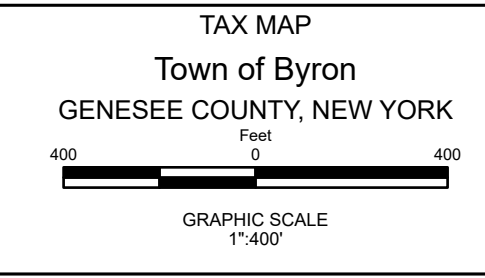 TAX MAP
Town of Byron
GENESEE COUNTY, NEW YORK
Feet
400 0 400
GRAPHIC SCALE
1":400'